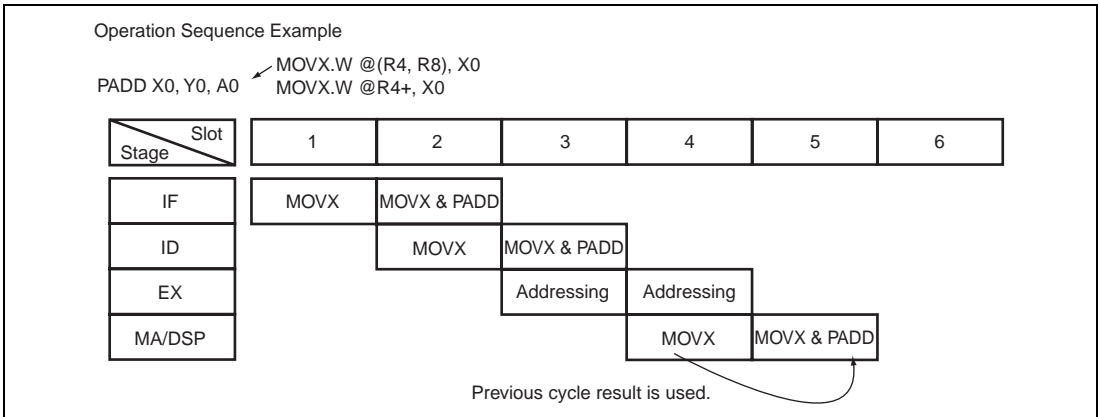 Operation Sequence Example
MOVX.W @(R4, R8), X0
PADD X0, Y0, A0 MOVX.W @R4+, X0
Slot
Stage 1 2 3 4 5 6
IF MOVX MOVX & PADD
ID MOVX MOVX & PADD
EX Addressing Addressing
MA/DSP MOVX MOVX & PADD
Previous cycle result is used.